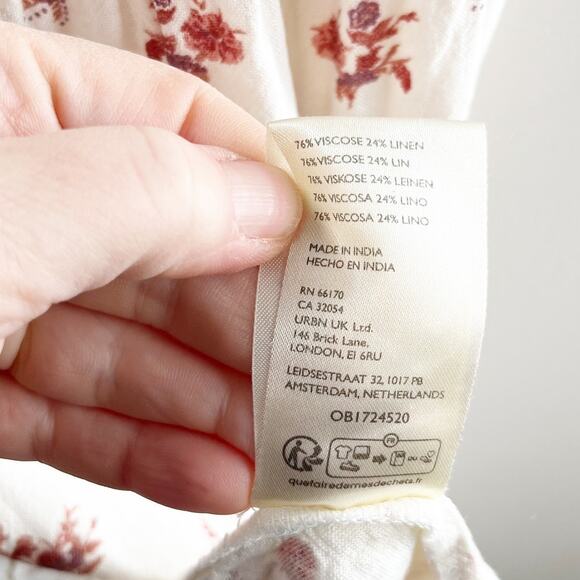 76% VISCOSE 24% LINEN
76% VISCOSE 24% LIN
76% VISKOSE 24% LEINEN
76% VISCOSA 24% LINO
76% VISCOSA 24% LINO
MADE IN INDIA
HECHO EN INDIA
RN 66170
CA 32054
URBN UK Ltd.
146 Brick Lane,
LONDON, E1 6RU
LEIDSESTRAAT 32, 1017 PB
AMSTERDAM, NETHERLANDS
OB1724520
FR
OU
quefairedemesdechets.fr